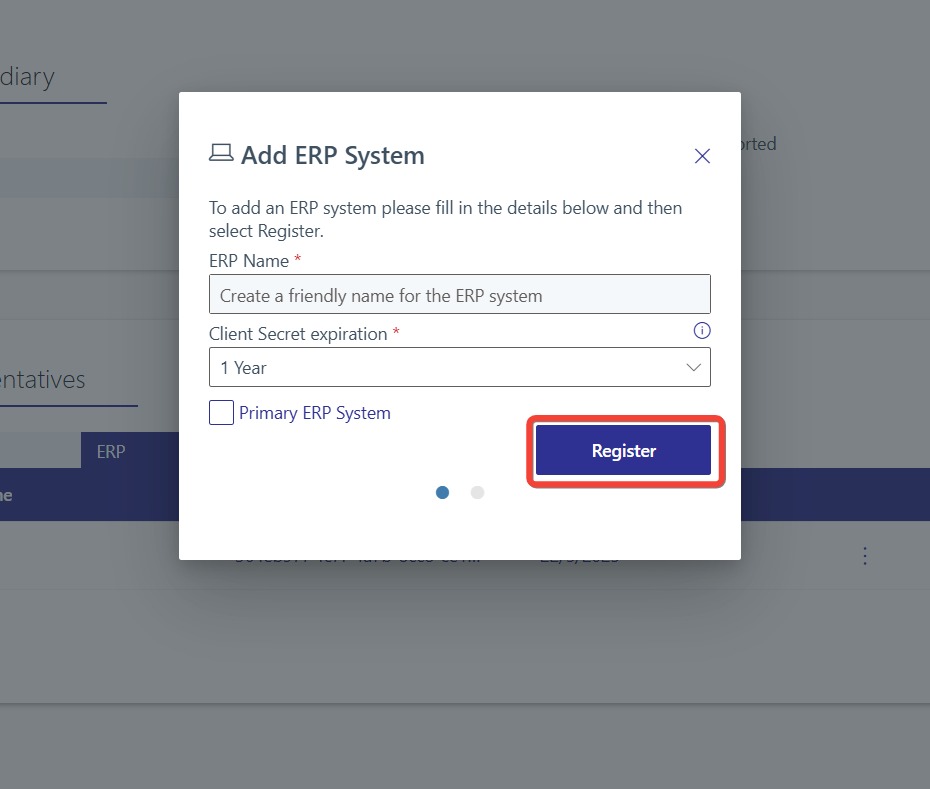 diary
orted
Add ERP System
To add an ERP system please fill in the details below and then
select Register.
ERP Name *
Create a friendly name for the ERP system
Client Secret expiration *
1 Year
Primary ERP System
Register
entatives
ERP
ne